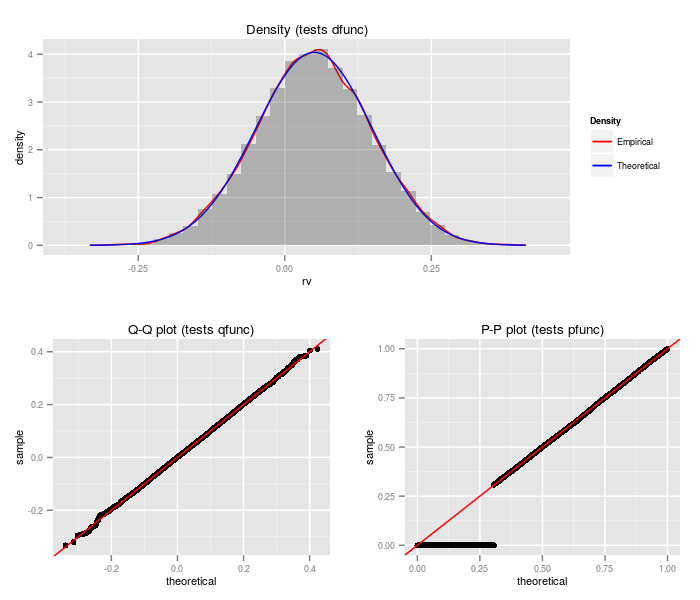 Density (tests dfunc)
4
3
2
1
0
density
-0.25
0.00
0.25
rv
Density
Empirical
Theoretical
Q-Q plot (tests qfunc)
0.4
0.2
0.0
-0.2
sample
-0.2
0.0
0.2
0.4
theoretical
P-P plot (tests pfunc)
1.00
0.75
0.50
0.25
0.00
sample
0.00
0.25
0.50
0.75
1.00
theoretical